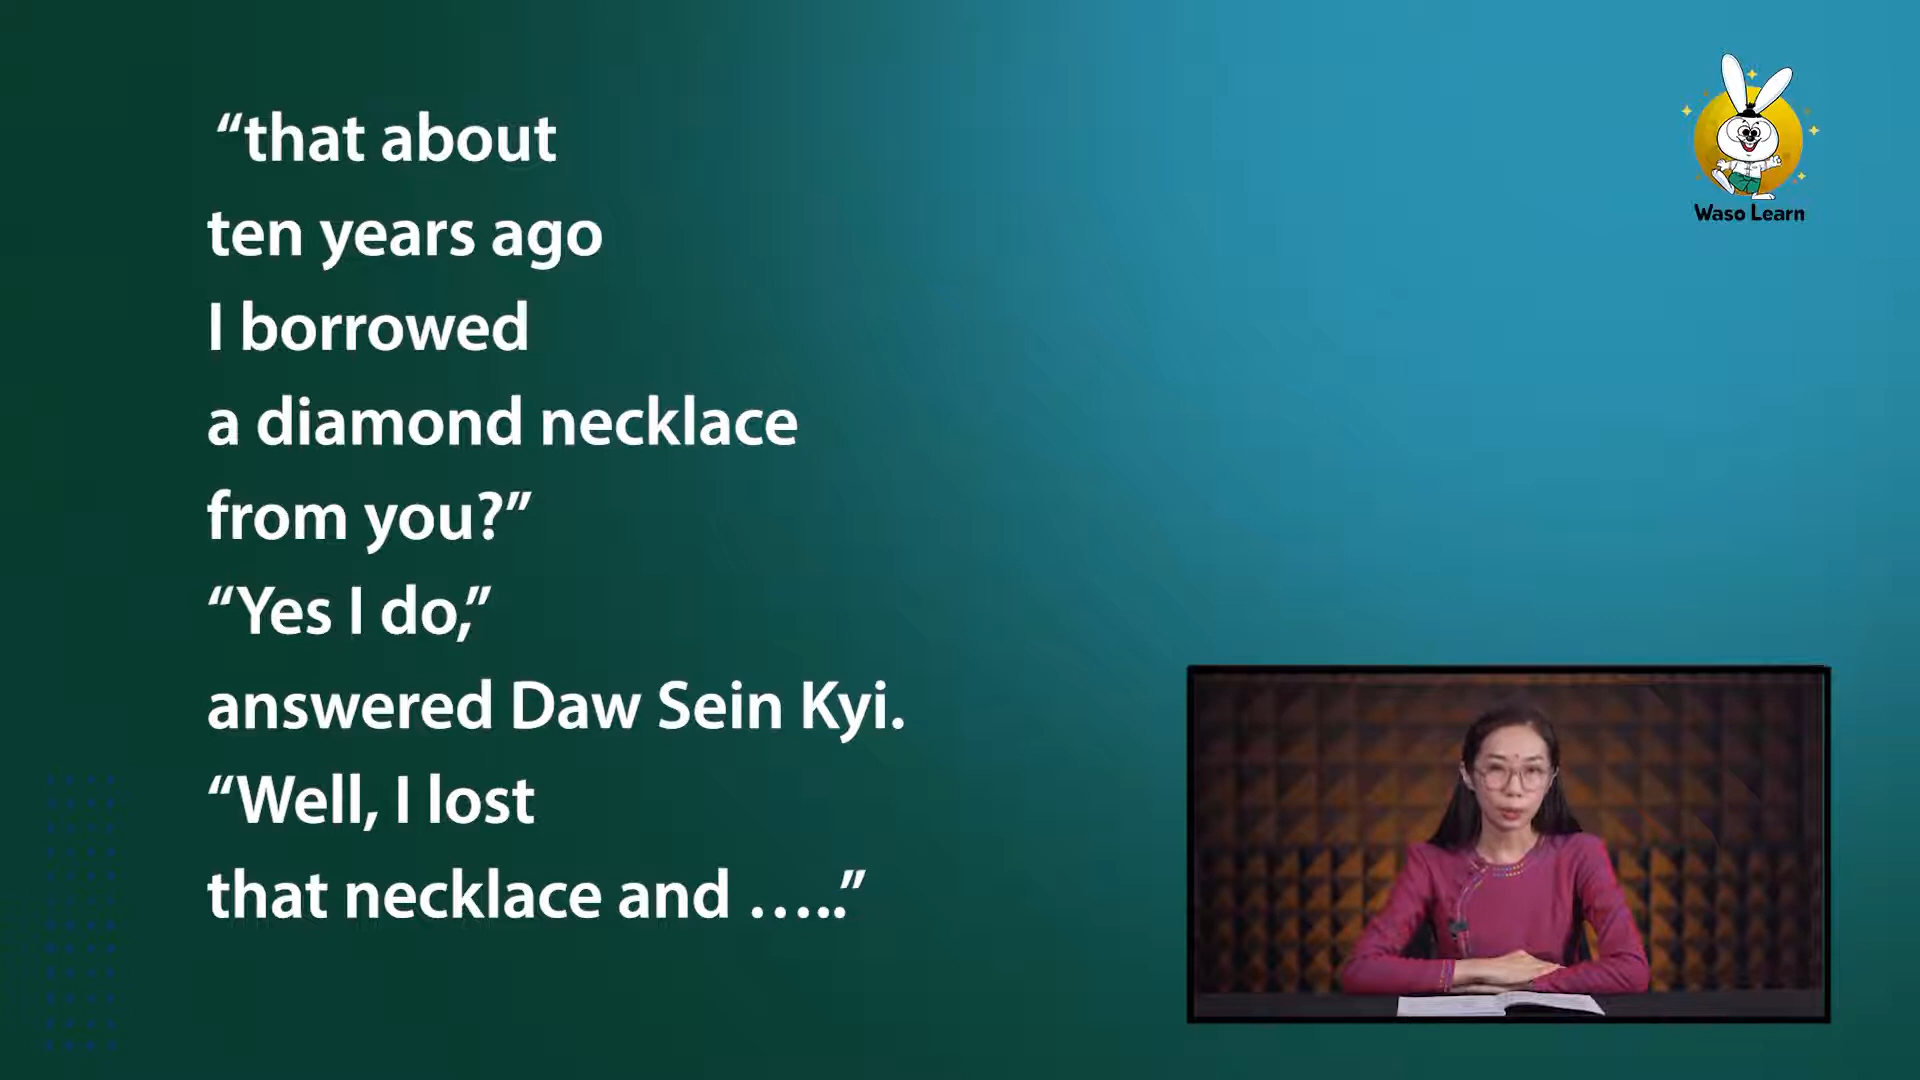 “that about
ten years ago
I borrowed
a diamond necklace
from you?”
“Yes I do,”
answered Daw Sein Kyi.
“Well, I lost
that necklace and …..”
Waso Learn